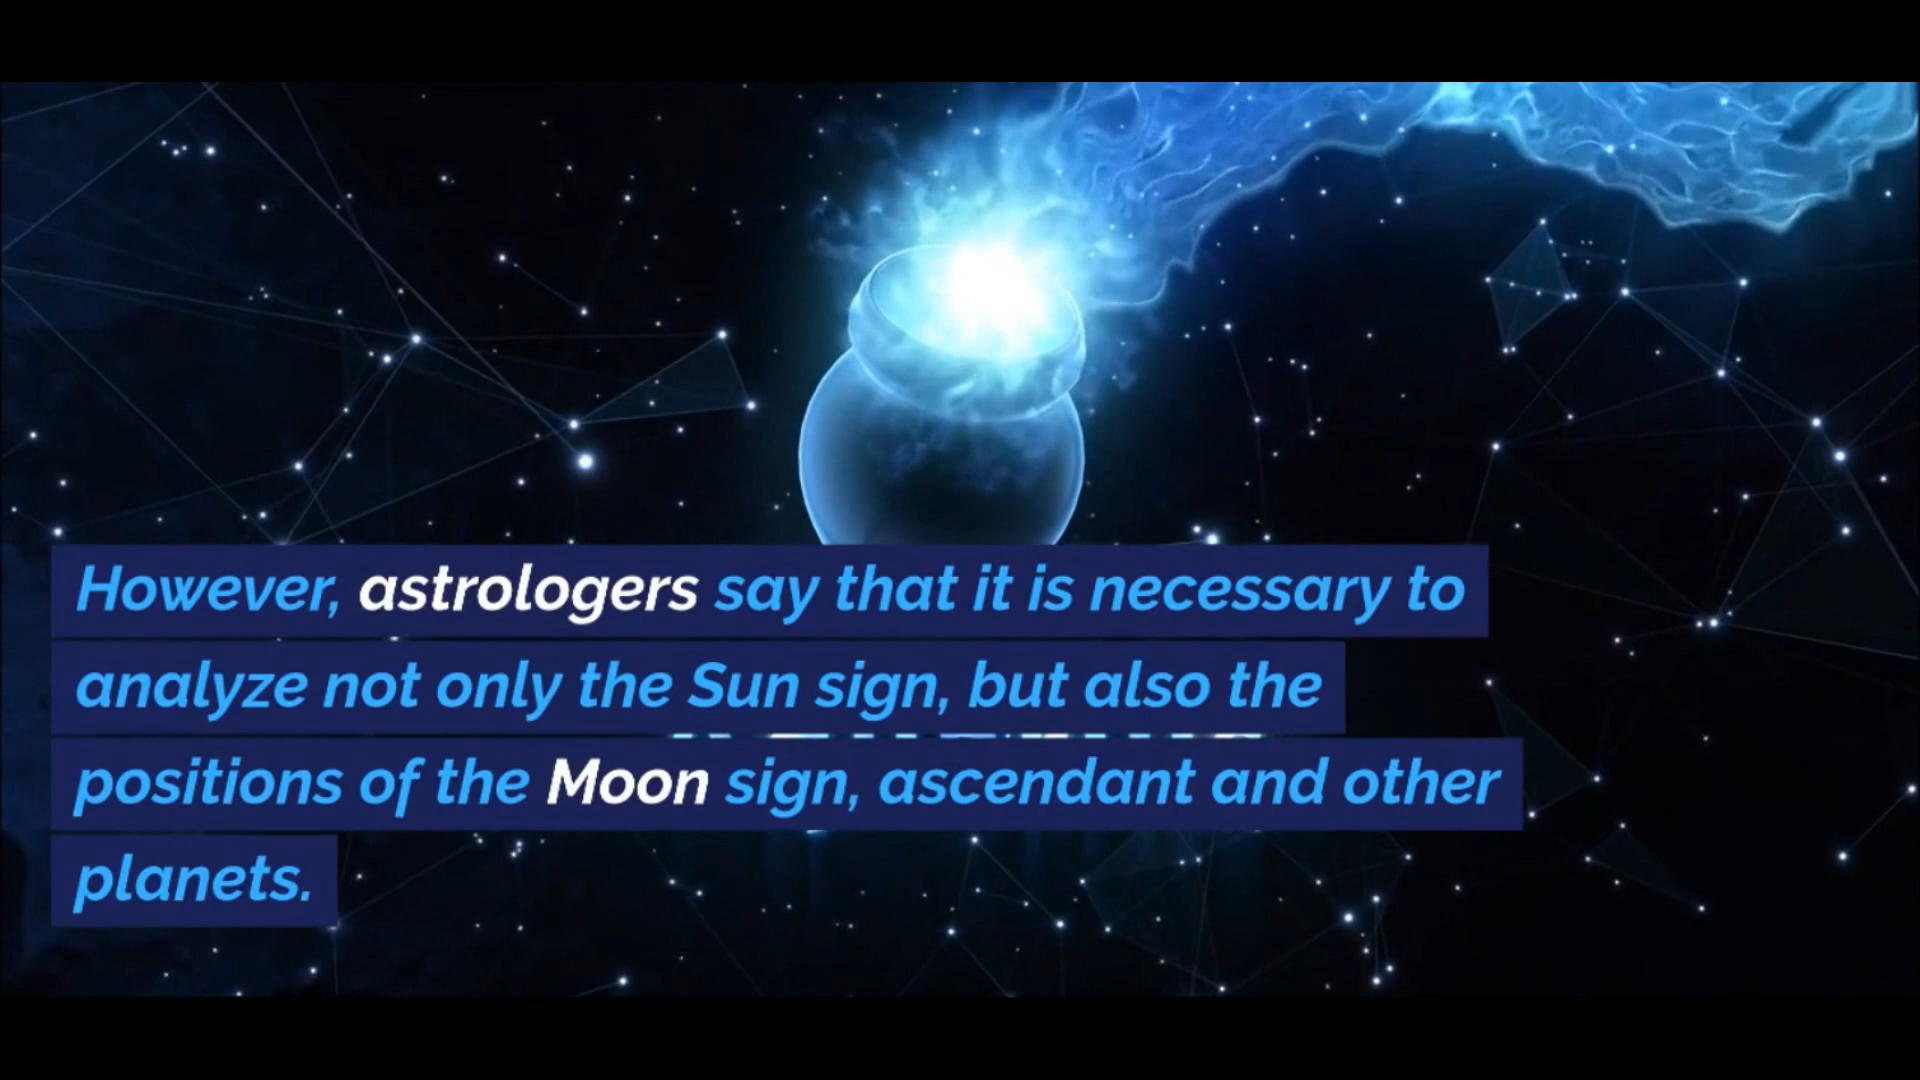 However, astrologers say that it is necessary to
analyze not only the Sun sign, but also the
positions of the Moon sign, ascendant and other
planets.